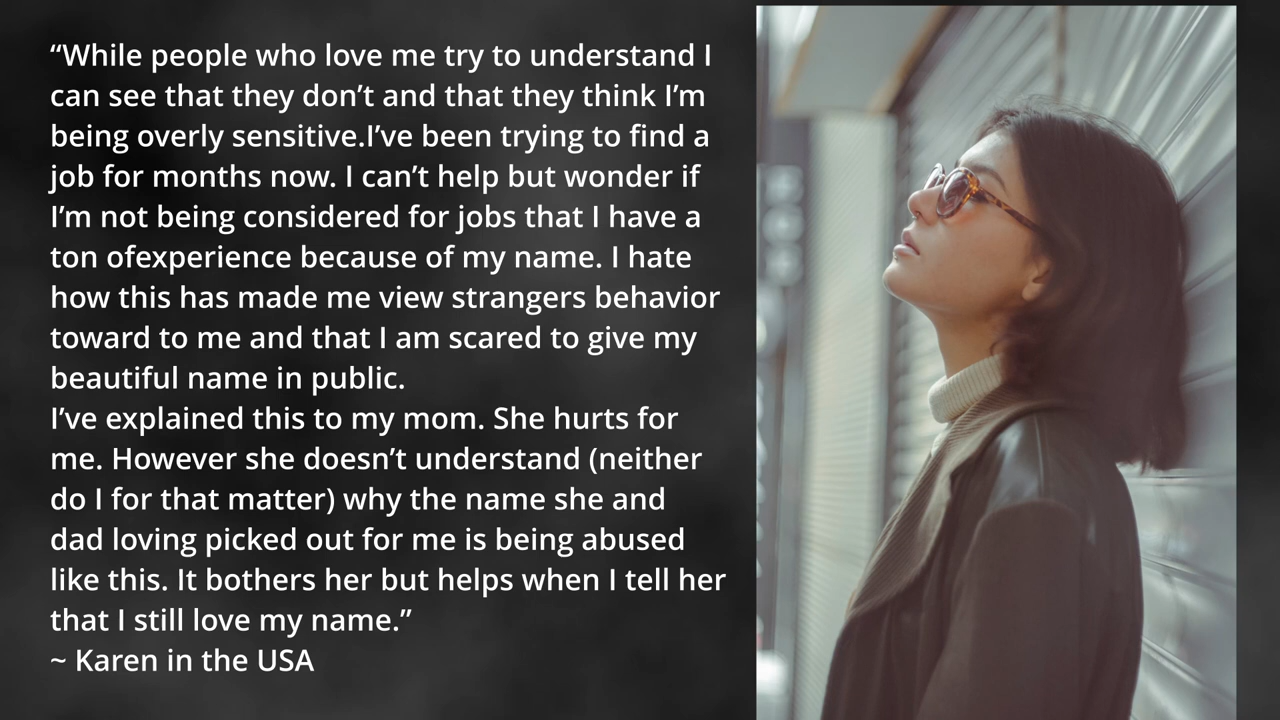 “While people who love me try to understand I
can see that they don’t and that they think I’m
being overly sensitive.I’ve been trying to find a
job for months now. I can’t help but wonder if
I’m not being considered for jobs that I have a
ton ofexperience because of my name. I hate
how this has made me view strangers behavior
toward to me and that I am scared to give my
beautiful name in public.
I’ve explained this to my mom. She hurts for
me. However she doesn’t understand (neither
do I for that matter) why the name she and
dad loving picked out for me is being abused
like this. It bothers her but helps when I tell her
that I still love my name.”
~ Karen in the USA